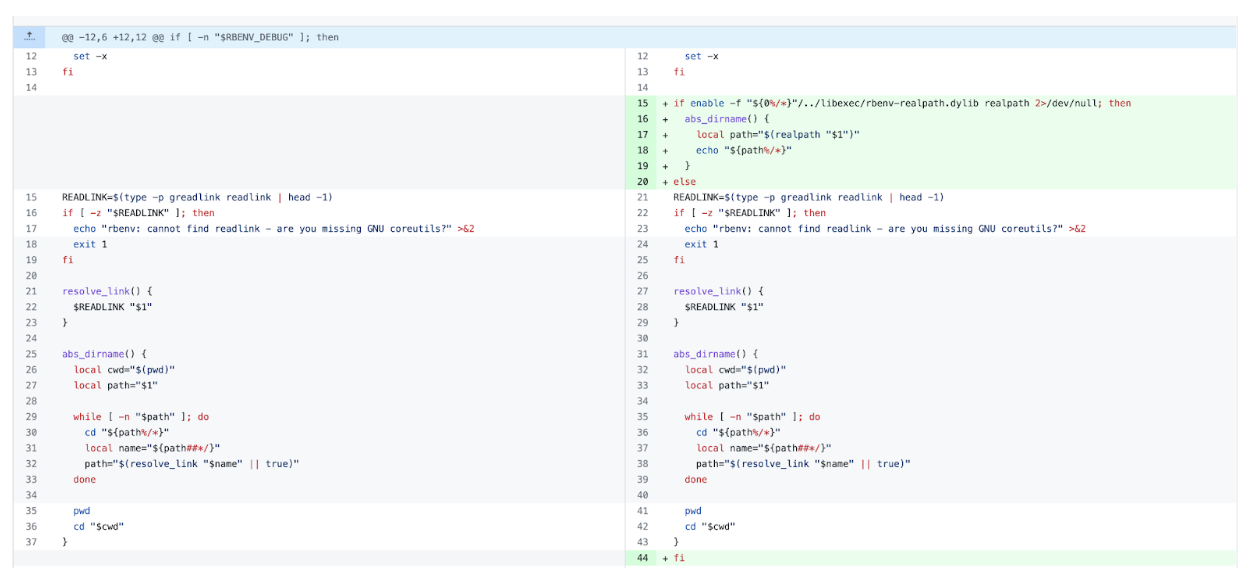 @@ -12,6 +12,12 @@ if [ -n "$RBENV_DEBUG" ]; then
12 set -x
13 fi
14
15 READLINK=$(type -p greadlink readlink | head -1)
16 if [ -z "$READLINK" ]; then
17 echo "rbenv: cannot find readlink - are you missing GNU coreutils?" >&2
18 exit 1
19 fi
20
21 resolve_link() {
22 $READLINK "$1"
23 }
24
25 abs_dirname() {
26 local cwd="$(pwd)"
27 local path="$1"
28
29 while [ -n "$path" ]; do
30 cd "${path%/*}"
31 local name="${path##*/}"
32 path="$(resolve_link "$name" || true)"
33 done
34
35 pwd
36 cd "$cwd"
37 }
12 set -x
13 fi
14
15 + if enable -f "${0%/*}"/../libexec/rbenv-realpath.dylib realpath 2>/dev/null; then
16 + abs_dirname() {
17 + local path="$(realpath "$1")"
18 + echo "${path%/*}"
19 + }
20 + else
21 READLINK=$(type -p greadlink readlink | head -1)
22 if [ -z "$READLINK" ]; then
23 echo "rbenv: cannot find readlink - are you missing GNU coreutils?" >&2
24 exit 1
25 fi
26
27 resolve_link() {
28 $READLINK "$1"
29 }
30
31 abs_dirname() {
32 local cwd="$(pwd)"
33 local path="$1"
34
35 while [ -n "$path" ]; do
36 cd "${path%/*}"
37 local name="${path##*/}"
38 path="$(resolve_link "$name" || true)"
39 done
40
41 pwd
42 cd "$cwd"
43 }
44 + fi